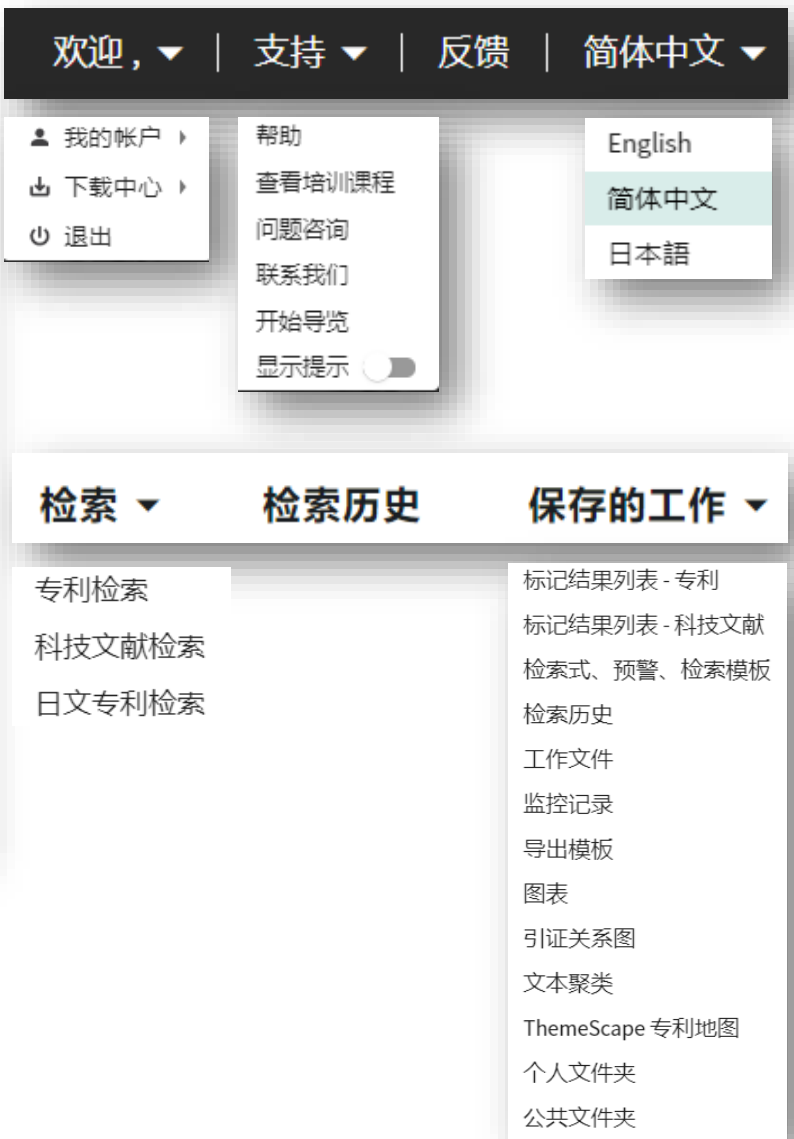 欢迎 , | 支持 | 反馈 | 简体中文
我的帐户
下载中心
退出
帮助
查看培训课程
问题咨询
联系我们
开始导览
显示提示
English
简体中文
日本語
检索 检索历史 保存的工作
专利检索
科技文献检索
日文专利检索
标记结果列表 - 专利
标记结果列表 - 科技文献
检索式、预警、检索模板
检索历史
工作文件
监控记录
导出模板
图表
引证关系图
文本聚类
ThemeScape 专利地图
个人文件夹
公共文件夹